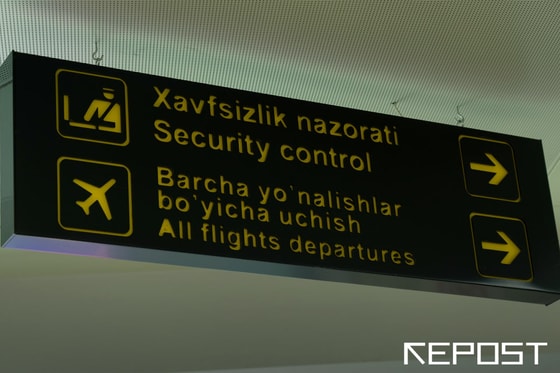 Xavfsizlik nazorati
Security control
Barcha yo`nalishlar
bo`yicha uchish
All flights departures
REPOST